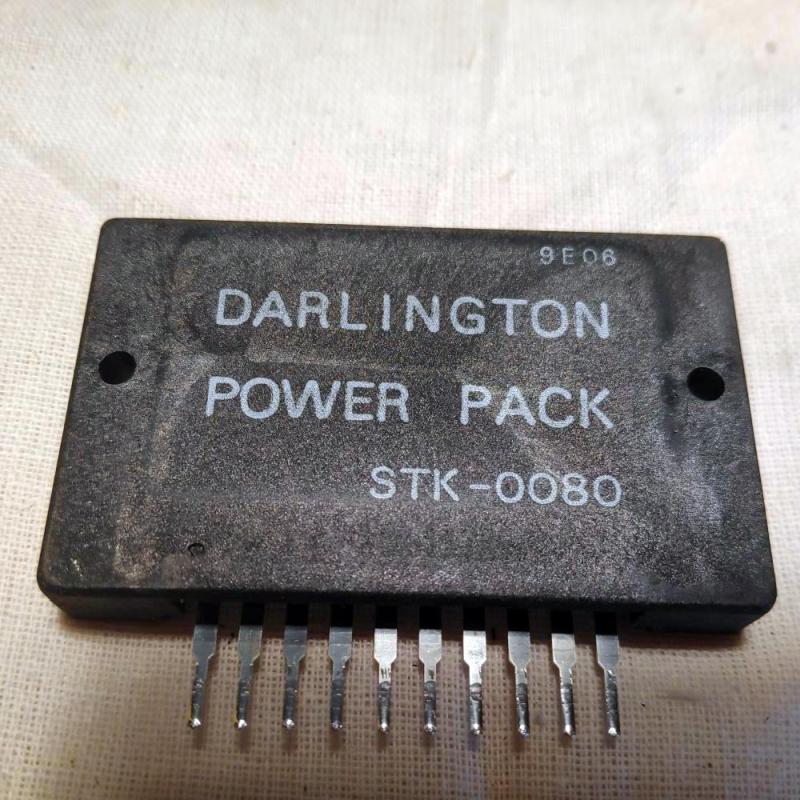 9E06
DARLINGTON
POWER PACK
STK-0080